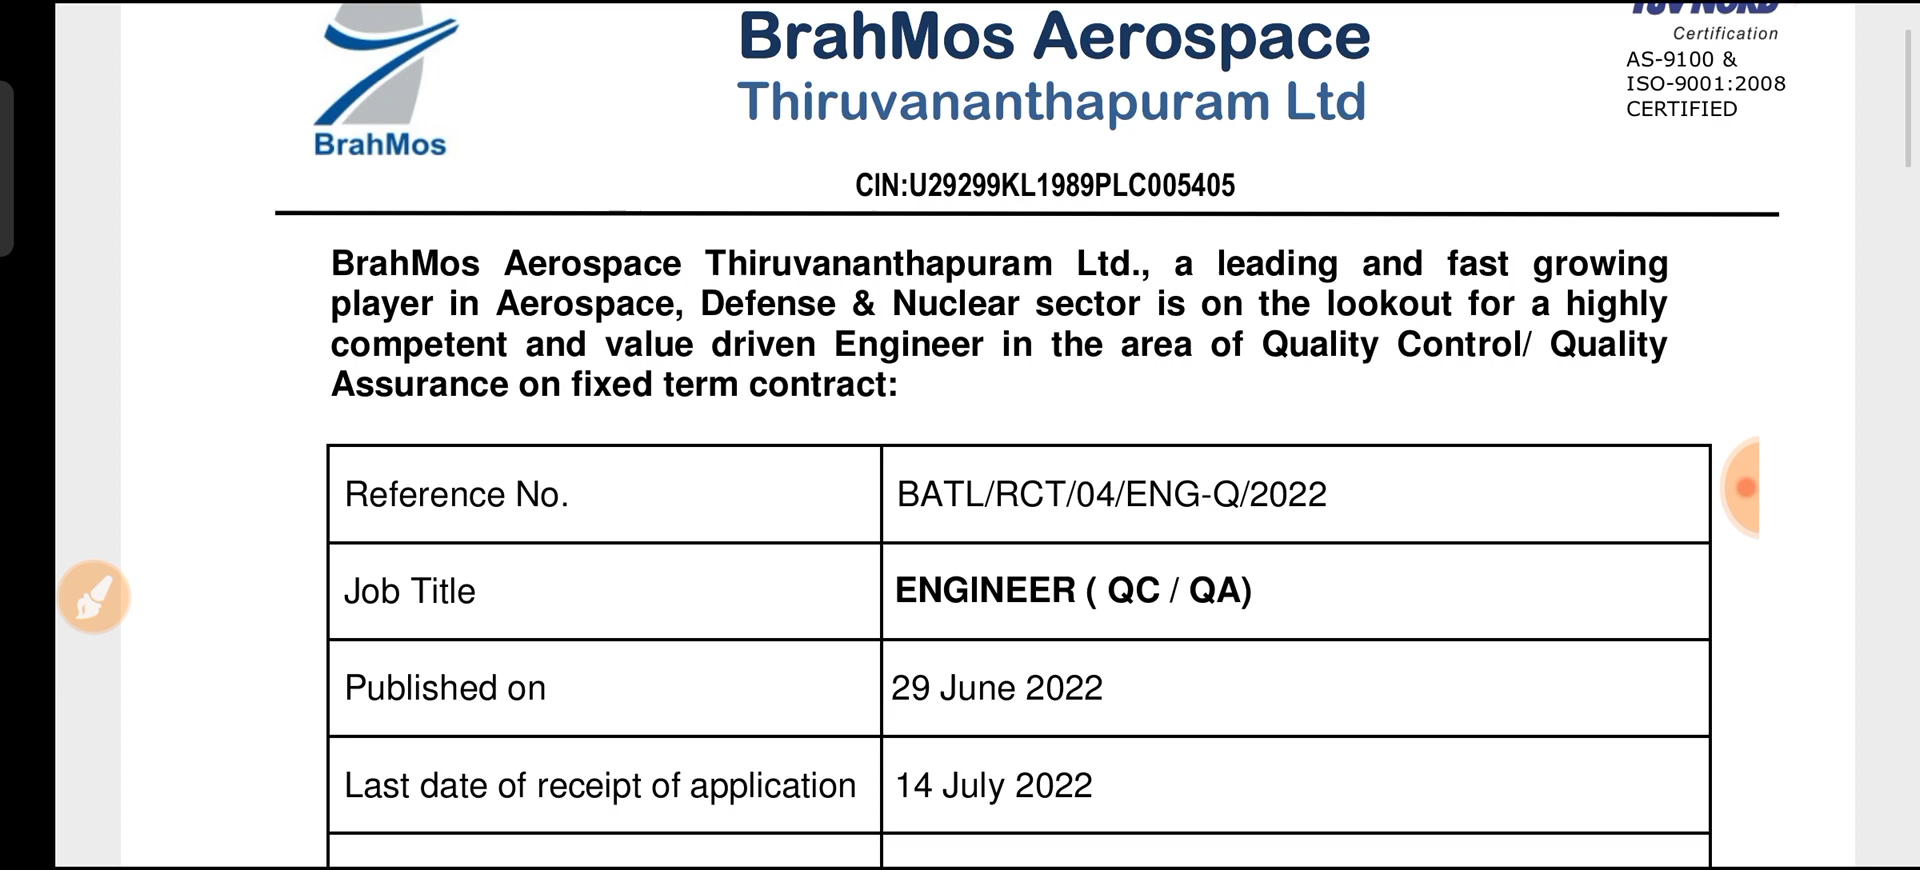 BrahMos Aerospace
Thiruvananthapuram Ltd
BrahMos
Certification
AS-9100 &
ISO-9001:2008
CERTIFIED
CIN:U29299KL1989PLC005405
BrahMos Aerospace Thiruvananthapuram Ltd., a leading and fast growing
player in Aerospace, Defense & Nuclear sector is on the lookout for a highly
competent and value driven Engineer in the area of Quality Control/ Quality
Assurance on fixed term contract:
Reference No. BATL/RCT/04/ENG-Q/2022
Job Title ENGINEER ( QC / QA)
Published on 29 June 2022
Last date of receipt of application 14 July 2022